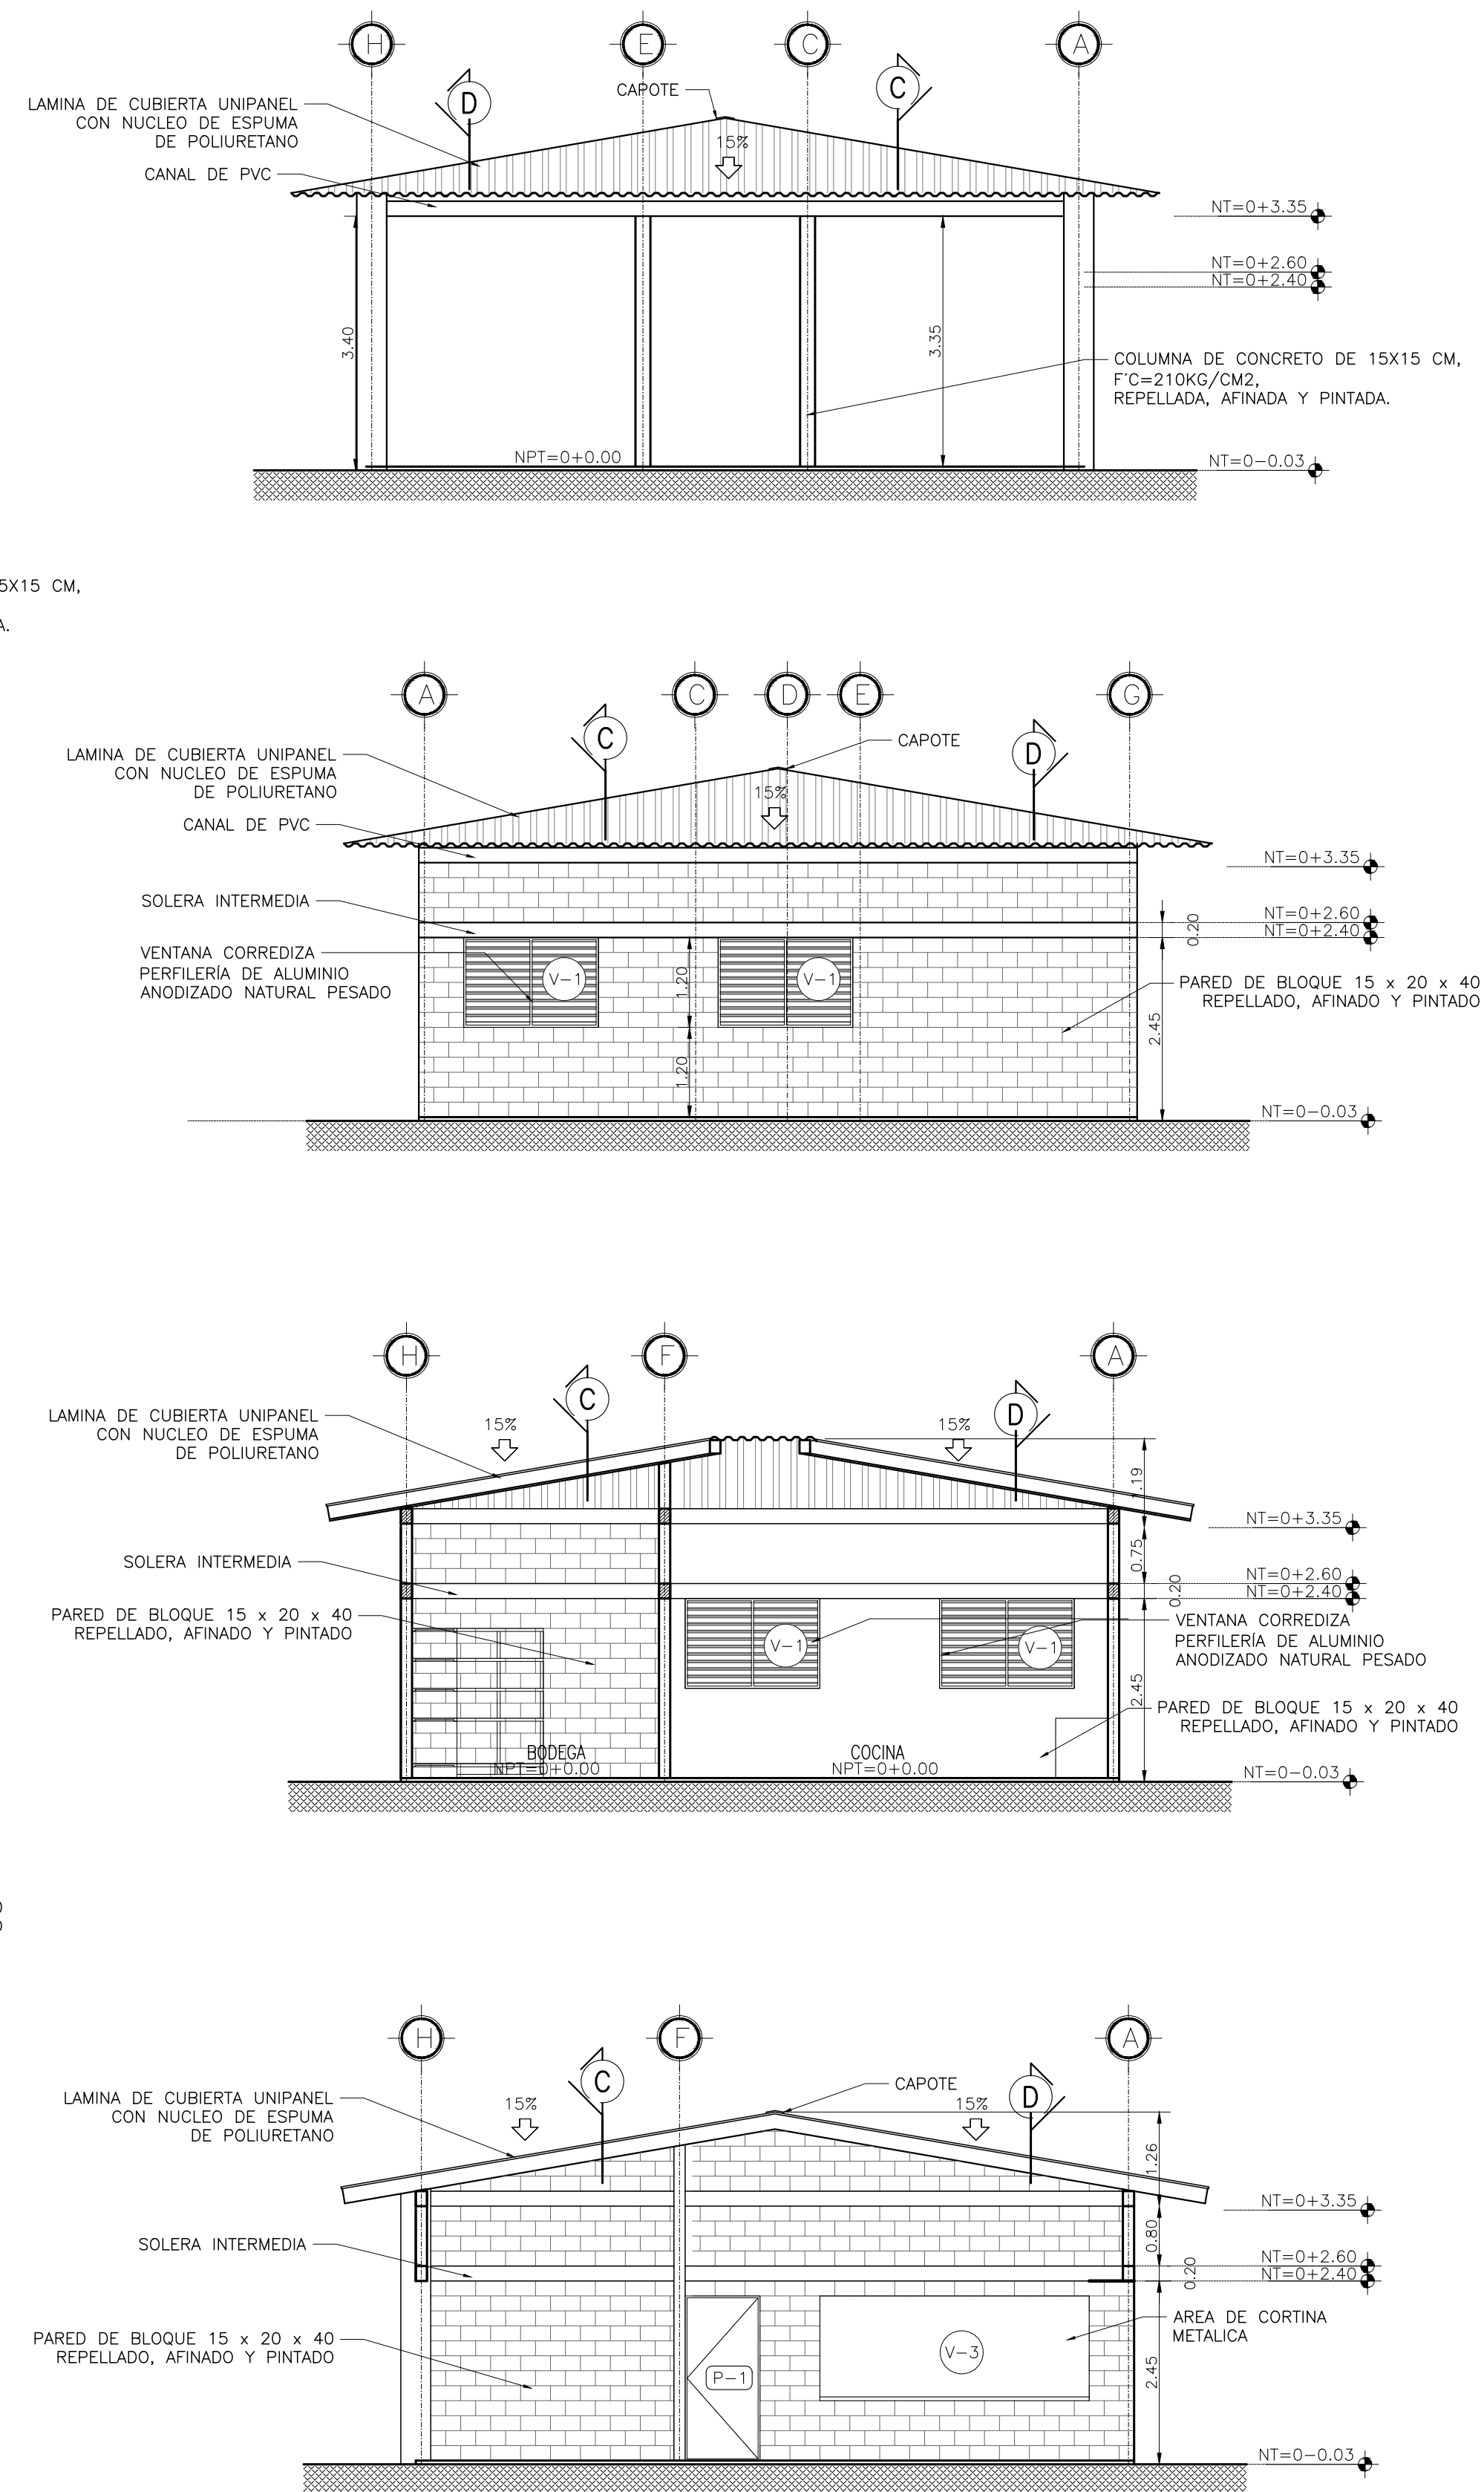 H
E
C
A
LAMINA DE CUBIERTA UNIPANEL
CON NUCLEO DE ESPUMA
DE POLIURETANO
D
CAPOTE
C
15%
CANAL DE PVC
NT=0+3.35
NT=0+2.60
NT=0+2.40
3.40
3.35
COLUMNA DE CONCRETO DE 15X15 CM,
F'C=210KG/CM2,
REPELLADA, AFINADA Y PINTADA.
NPT=0+0.00
NT=0-0.03
5X15 CM,
A.
A
C
D
E
G
C
CAPOTE
D
LAMINA DE CUBIERTA UNIPANEL
CON NUCLEO DE ESPUMA
DE POLIURETANO
15%
CANAL DE PVC
NT=0+3.35
SOLERA INTERMEDIA
NT=0+2.60
0.20
NT=0+2.40
VENTANA CORREDIZA
PERFILERÍA DE ALUMINIO
ANODIZADO NATURAL PESADO
V-1
1.20
V-1
PARED DE BLOQUE 15 x 20 x 40
REPELLADO, AFINADO Y PINTADO
2.45
1.20
NT=0-0.03
H
F
A
C
D
LAMINA DE CUBIERTA UNIPANEL
CON NUCLEO DE ESPUMA
DE POLIURETANO
15%
15%
1.19
NT=0+3.35
SOLERA INTERMEDIA
0.75
NT=0+2.60
0.20
NT=0+2.40
PARED DE BLOQUE 15 x 20 x 40
REPELLADO, AFINADO Y PINTADO
V-1
V-1
VENTANA CORREDIZA
PERFILERÍA DE ALUMINIO
ANODIZADO NATURAL PESADO
2.45
PARED DE BLOQUE 15 x 20 x 40
REPELLADO, AFINADO Y PINTADO
BODEGA
NPT=0+0.00
COCINA
NPT=0+0.00
NT=0-0.03
H
F
A
C
CAPOTE
D
LAMINA DE CUBIERTA UNIPANEL
CON NUCLEO DE ESPUMA
DE POLIURETANO
15%
15%
1.26
NT=0+3.35
SOLERA INTERMEDIA
0.80
NT=0+2.60
0.20
NT=0+2.40
AREA DE CORTINA
METALICA
PARED DE BLOQUE 15 x 20 x 40
REPELLADO, AFINADO Y PINTADO
P-1
V-3
2.45
NT=0-0.03